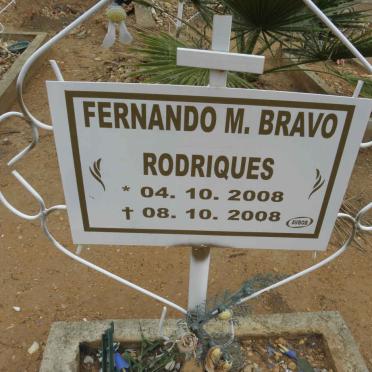 FERNANDO M. BRAVO
RODRIQUES
* 04. 10. 2008
† 08. 10. 2008